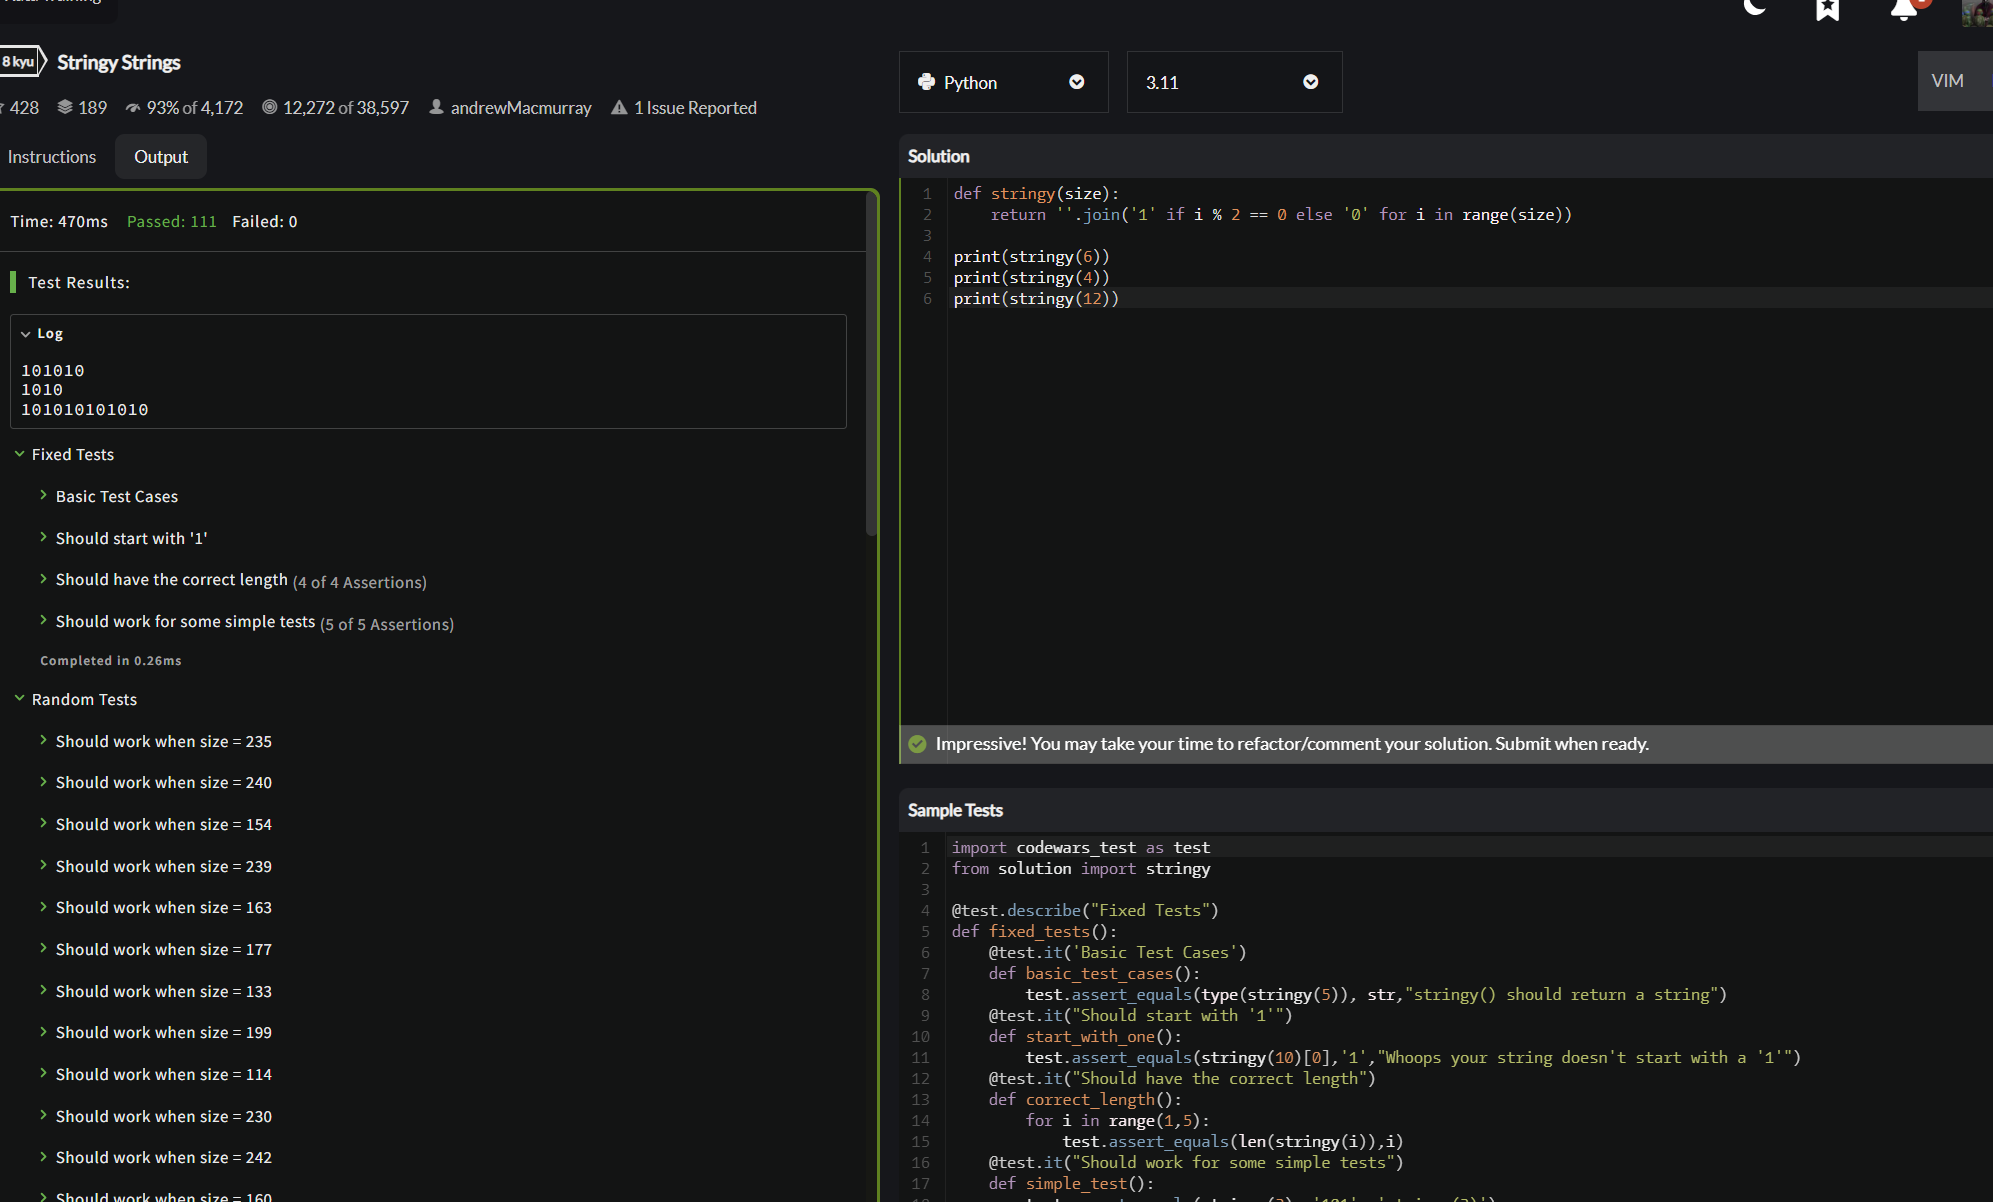 8 kyu Stringy Strings
428 189 93% of 4,172 12,272 of 38,597 andrewMacmurray 1 Issue Reported
Instructions Output
Time: 470ms Passed: 111 Failed: 0
Test Results:
Log
101010
1010
101010101010
Fixed Tests
Basic Test Cases
Should start with '1'
Should have the correct length (4 of 4 Assertions)
Should work for some simple tests (5 of 5 Assertions)
Completed in 0.26ms
Random Tests
Should work when size = 235
Should work when size = 240
Should work when size = 154
Should work when size = 239
Should work when size = 163
Should work when size = 177
Should work when size = 133
Should work when size = 199
Should work when size = 114
Should work when size = 230
Should work when size = 242
Should work when size = 160
Python 3.11 VIM
Solution
1 def stringy(size):
2     return ''.join('1' if i % 2 == 0 else '0' for i in range(size))
3
4 print(stringy(6))
5 print(stringy(4))
6 print(stringy(12))
Impressive! You may take your time to refactor/comment your solution. Submit when ready.
Sample Tests
1 import codewars_test as test
2 from solution import stringy
3
4 @test.describe("Fixed Tests")
5 def fixed_tests():
6     @test.it('Basic Test Cases')
7     def basic_test_cases():
8         test.assert_equals(type(stringy(5)), str,"stringy() should return a string")
9     @test.it("Should start with '1'")
10     def start_with_one():
11         test.assert_equals(stringy(10)[0],'1',"Whoops your string doesn't start with a '1'")
12     @test.it("Should have the correct length")
13     def correct_length():
14         for i in range(1,5):
15             test.assert_equals(len(stringy(i)),i)
16     @test.it("Should work for some simple tests")
17     def simple_test():